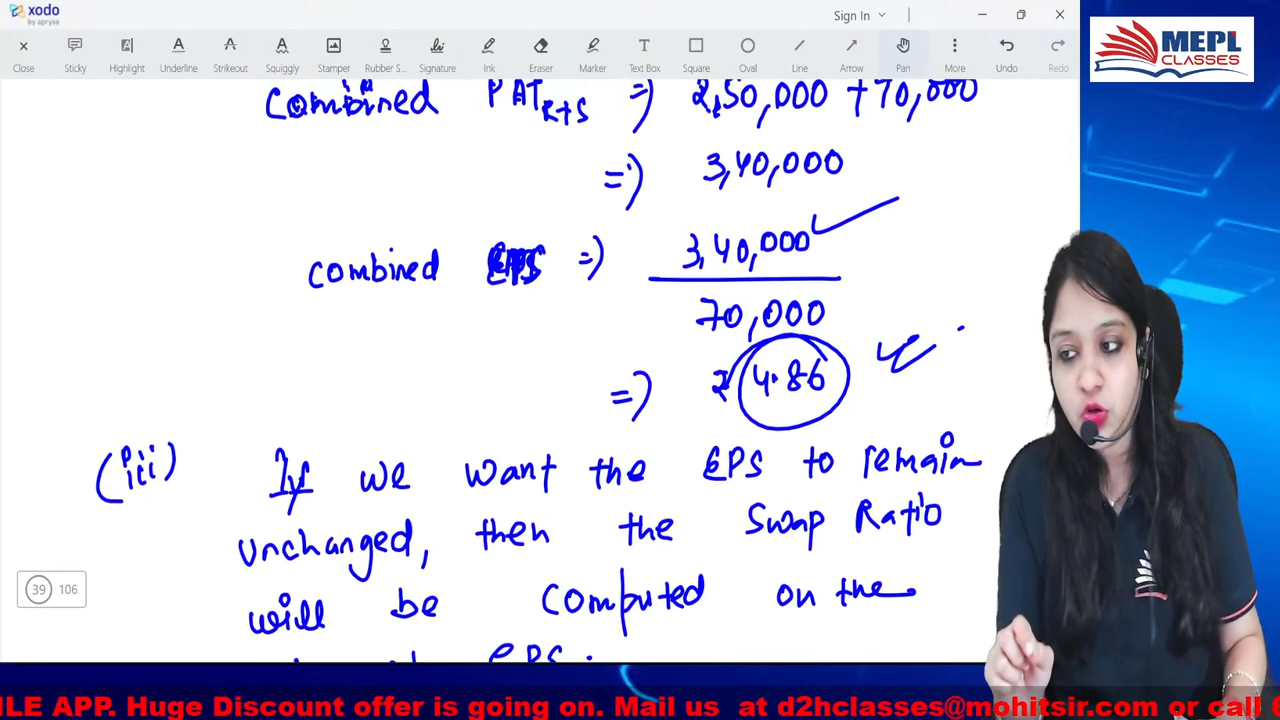 xodo
by apryse
Sign In
Close Sticky Highlight Underline Strikeout Squiggly Stamper Rubber ... Signature Ink Eraser Marker Text Box Square Oval Line Arrow Pan More Undo Redo
MEPL
CLASSES
Combined PAT R+S => 2,50,000 + 70,000
=> 3,40,000
combined EPS => 3,40,000
70,000
=> 4.86
(iii) If we want the EPS to remain
unchanged, then the Swap Ratio
will be computed on the
EPS :
39 106
ILE APP. Huge Discount offer is going on. Mail us at d2hclasses@mohitsir.com or call